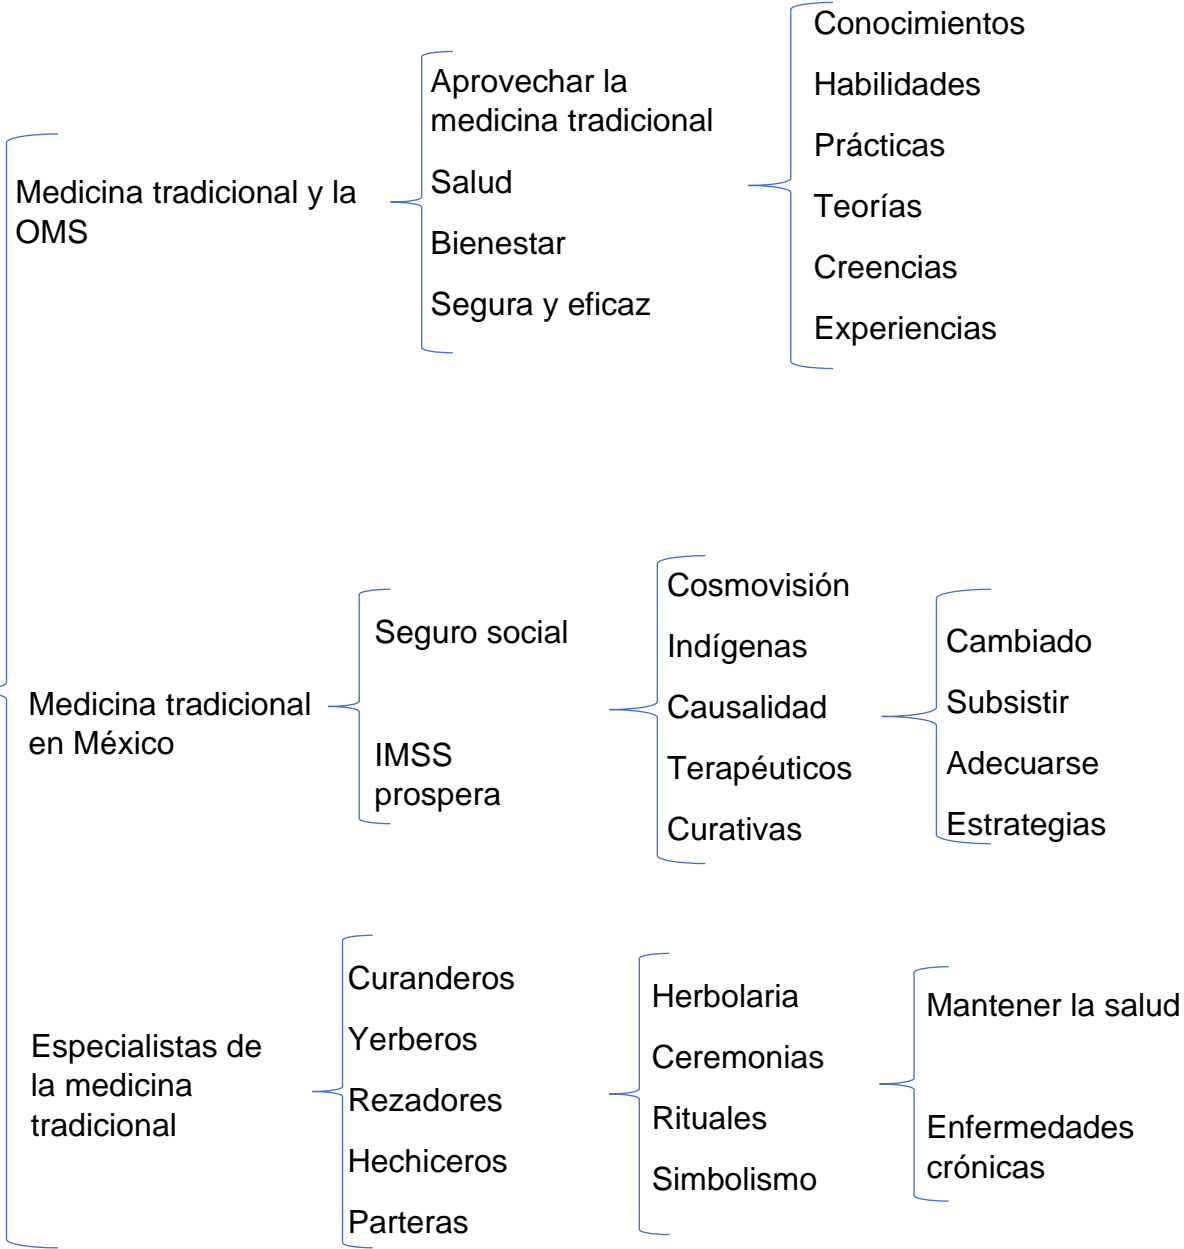 Medicina tradicional y la
OMS
Aprovechar la
medicina tradicional
Salud
Bienestar
Segura y eficaz
Conocimientos
Habilidades
Prácticas
Teorías
Creencias
Experiencias
Medicina tradicional
en México
Seguro social
IMSS
prospera
Cosmovisión
Indígenas
Causalidad
Terapéuticos
Curativas
Cambiado
Subsistir
Adecuarse
Estrategias
Especialistas de
la medicina
tradicional
Curanderos
Yerberos
Rezadores
Hechiceros
Parteras
Herbolaria
Ceremonias
Rituales
Simbolismo
Mantener la salud
Enfermedades
crónicas